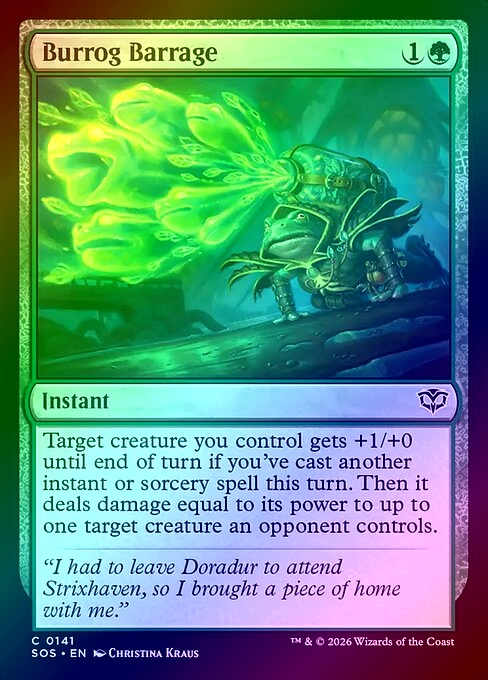 Burrog Barrage 1
Instant
Target creature you control gets +1/+0
until end of turn if you've cast another
instant or sorcery spell this turn. Then it
deals damage equal to its power to up to
one target creature an opponent controls.
"I had to leave Doradur to attend
Strixhaven, so I brought a piece of home
with me."
C 0141
SOS • EN Christina Kraus
™ & © 2026 Wizards of the Coast